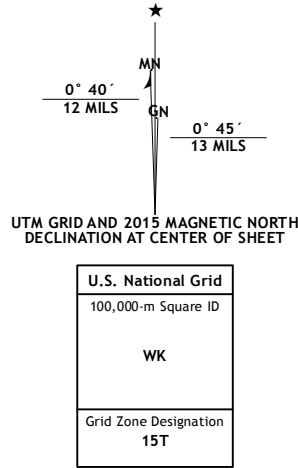 ★
MN
0° 40´
12 MILS
GN
0° 45´
13 MILS
UTM GRID AND 2015 MAGNETIC NORTH
DECLINATION AT CENTER OF SHEET
U.S. National Grid
100,000-m Square ID
WK
Grid Zone Designation
15T